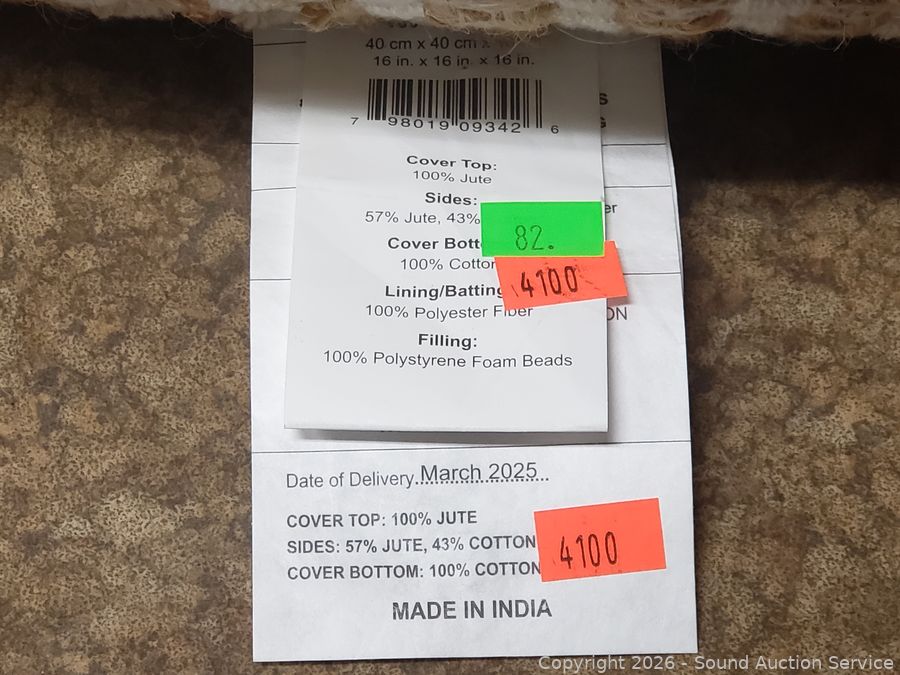 40 cm x 40 cm x
16 in. x 16 in. x 16 in.
7 98019 09342 6
Cover Top:
100% Jute
Sides:
57% Jute, 43%
82.
Cover Bott
100% Cotton
4100
Lining/Batting
100% Polyester Fiber
ON
Filling:
100% Polystyrene Foam Beads
Date of Delivery March 2025
COVER TOP: 100% JUTE
SIDES: 57% JUTE, 43% COTTON
4100
COVER BOTTOM: 100% COTTON
MADE IN INDIA
Copyright 2026 - Sound Auction Service